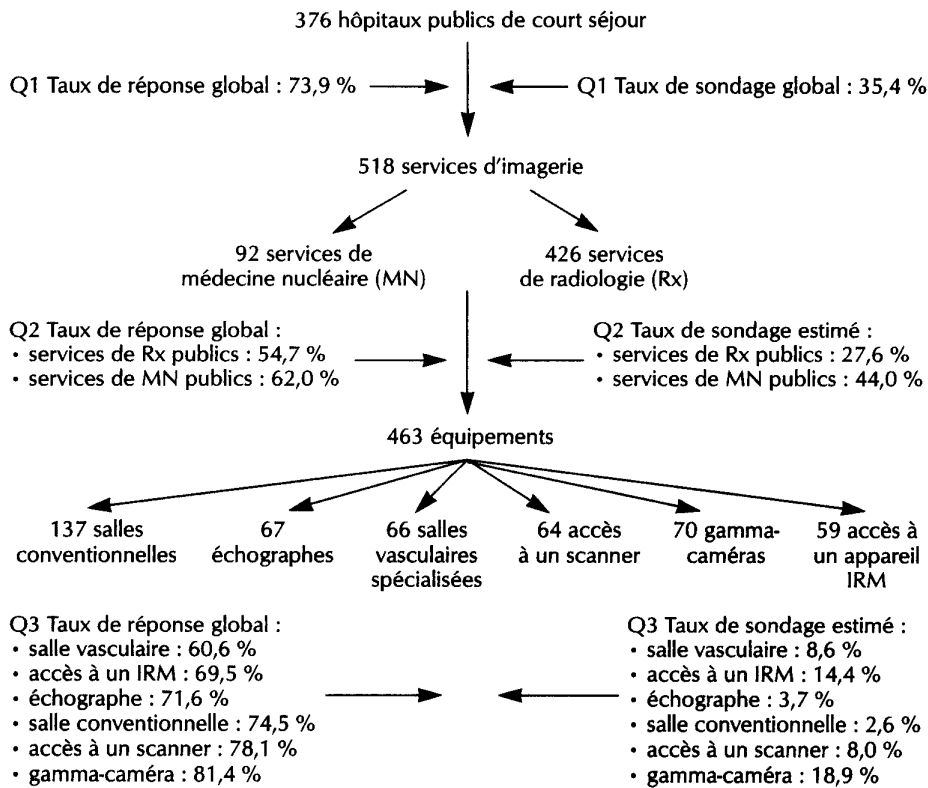 376 hôpitaux publics de court séjour
Q1 Taux de réponse global : 73,9 %
Q1 Taux de sondage global : 35,4 %
518 services d'imagerie
92 services de
médecine nucléaire (MN)
426 services
de radiologie (Rx)
Q2 Taux de réponse global :
• services de Rx publics : 54,7 %
• services de MN publics : 62,0 %
Q2 Taux de sondage estimé :
• services de Rx publics : 27,6 %
• services de MN publics : 44,0 %
463 équipements
137 salles
conventionnelles
67
échographes
66 salles
vasculaires
spécialisées
64 accès
à un scanner
70 gamma-
caméras
59 accès à
un appareil
IRM
Q3 Taux de réponse global :
• salle vasculaire : 60,6 %
• accès à un IRM : 69,5 %
• échographe : 71,6 %
• salle conventionnelle : 74,5 %
• accès à un scanner : 78,1 %
• gamma-caméra : 81,4 %
Q3 Taux de sondage estimé :
• salle vasculaire : 8,6 %
• accès à un IRM : 14,4 %
• échographe : 3,7 %
• salle conventionnelle : 2,6 %
• accès à un scanner : 8,0 %
• gamma-caméra : 18,9 %